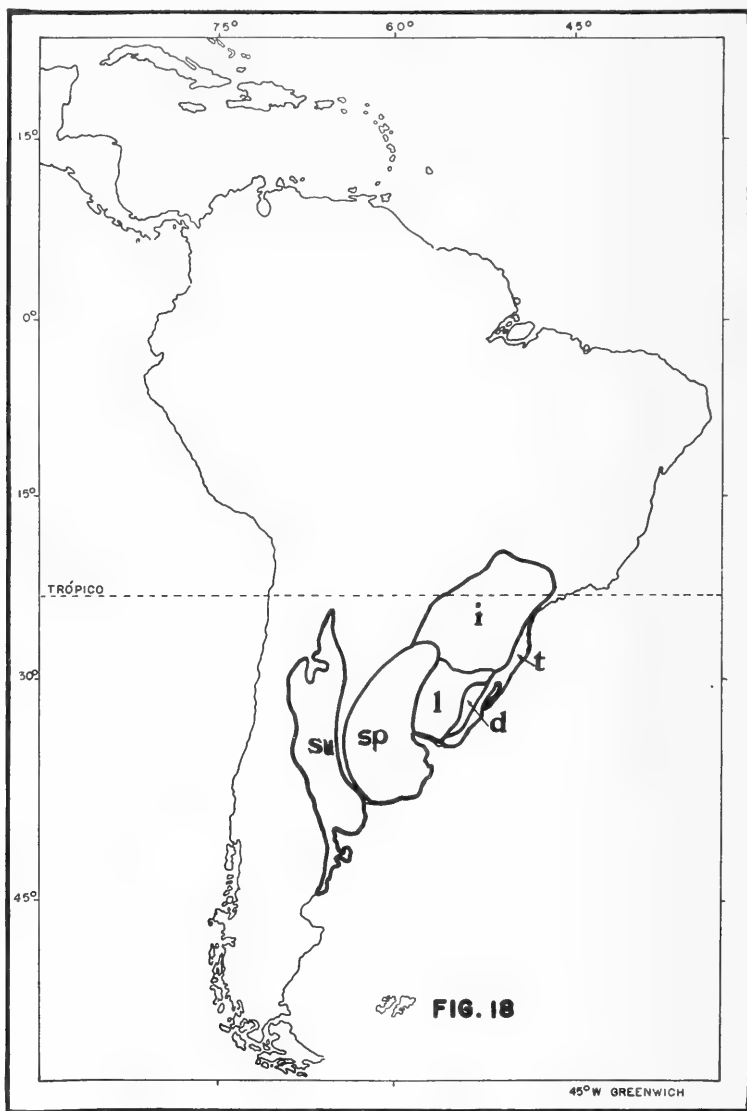 75° 60° 45°
15°
0°
15°
TRÓPICO
i
t
30°
l
d
su sp
45°
FIG. 18
45° W GREENWICH